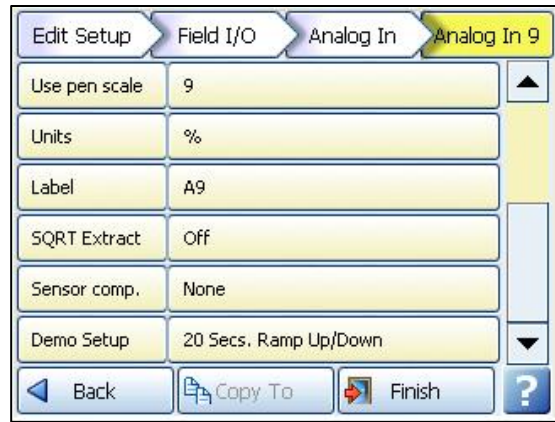 Edit Setup Field I/O Analog In Analog In 9
Use pen scale 9
Units %
Label A9
SQRT Extract Off
Sensor comp. None
Demo Setup 20 Secs. Ramp Up/Down
Back Copy To Finish ?